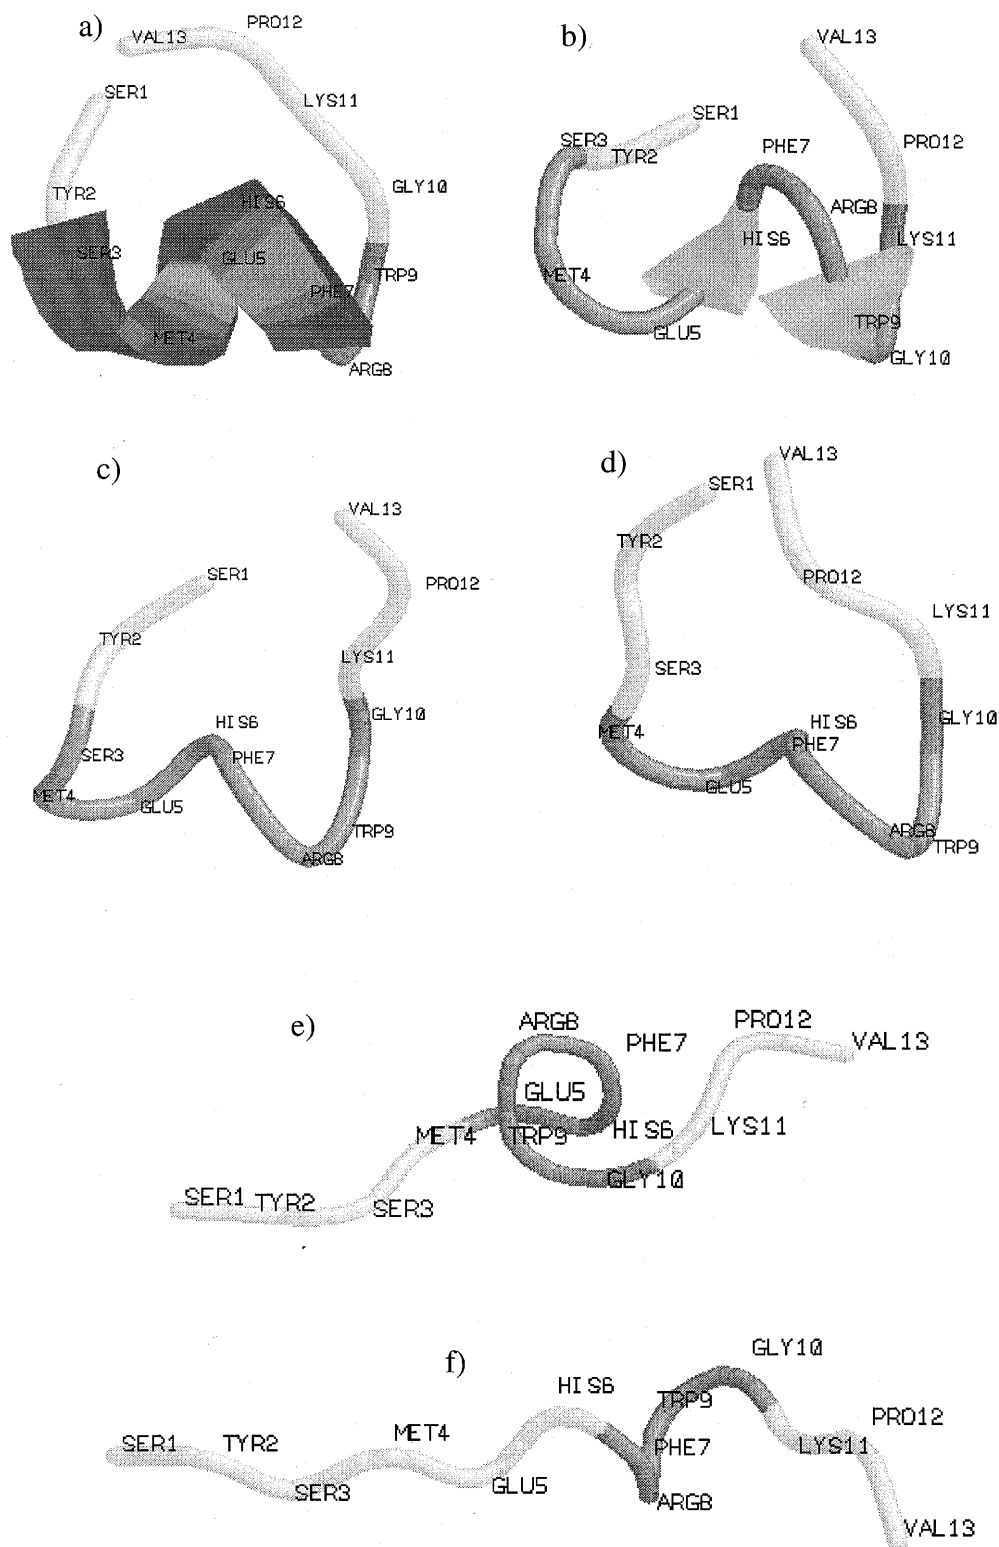 a)
PRO12
VAL13
SER1
LYS11
TYR2
GLY10
HIS6
SER3
GLU5
TRP9
PHE7
MET4
ARG8
b)
VAL13
SER1
SER3
TYR2
PHE7
PRO12
ARG8
HIS6
LYS11
MET4
GLU5
TRP9
GLY10
c)
VAL13
SER1
PRO12
TYR2
LYS11
GLY10
HIS6
SER3
PHE7
MET4
GLU5
TRP9
ARG8
d)
VAL13
SER1
TYR2
PRO12
LYS11
SER3
GLY10
HIS6
MET4
PHE7
GLU5
ARG8
TRP9
e)
ARG8
PHE7
PRO12
VAL13
GLU5
MET4
TRP9
HIS6
LYS11
GLY10
SER1
TYR2
SER3
f)
GLY10
HIS6
TRP9
PRO12
MET4
SER1
TYR2
PHE7
LYS11
GLU5
SER3
ARG8
VAL13